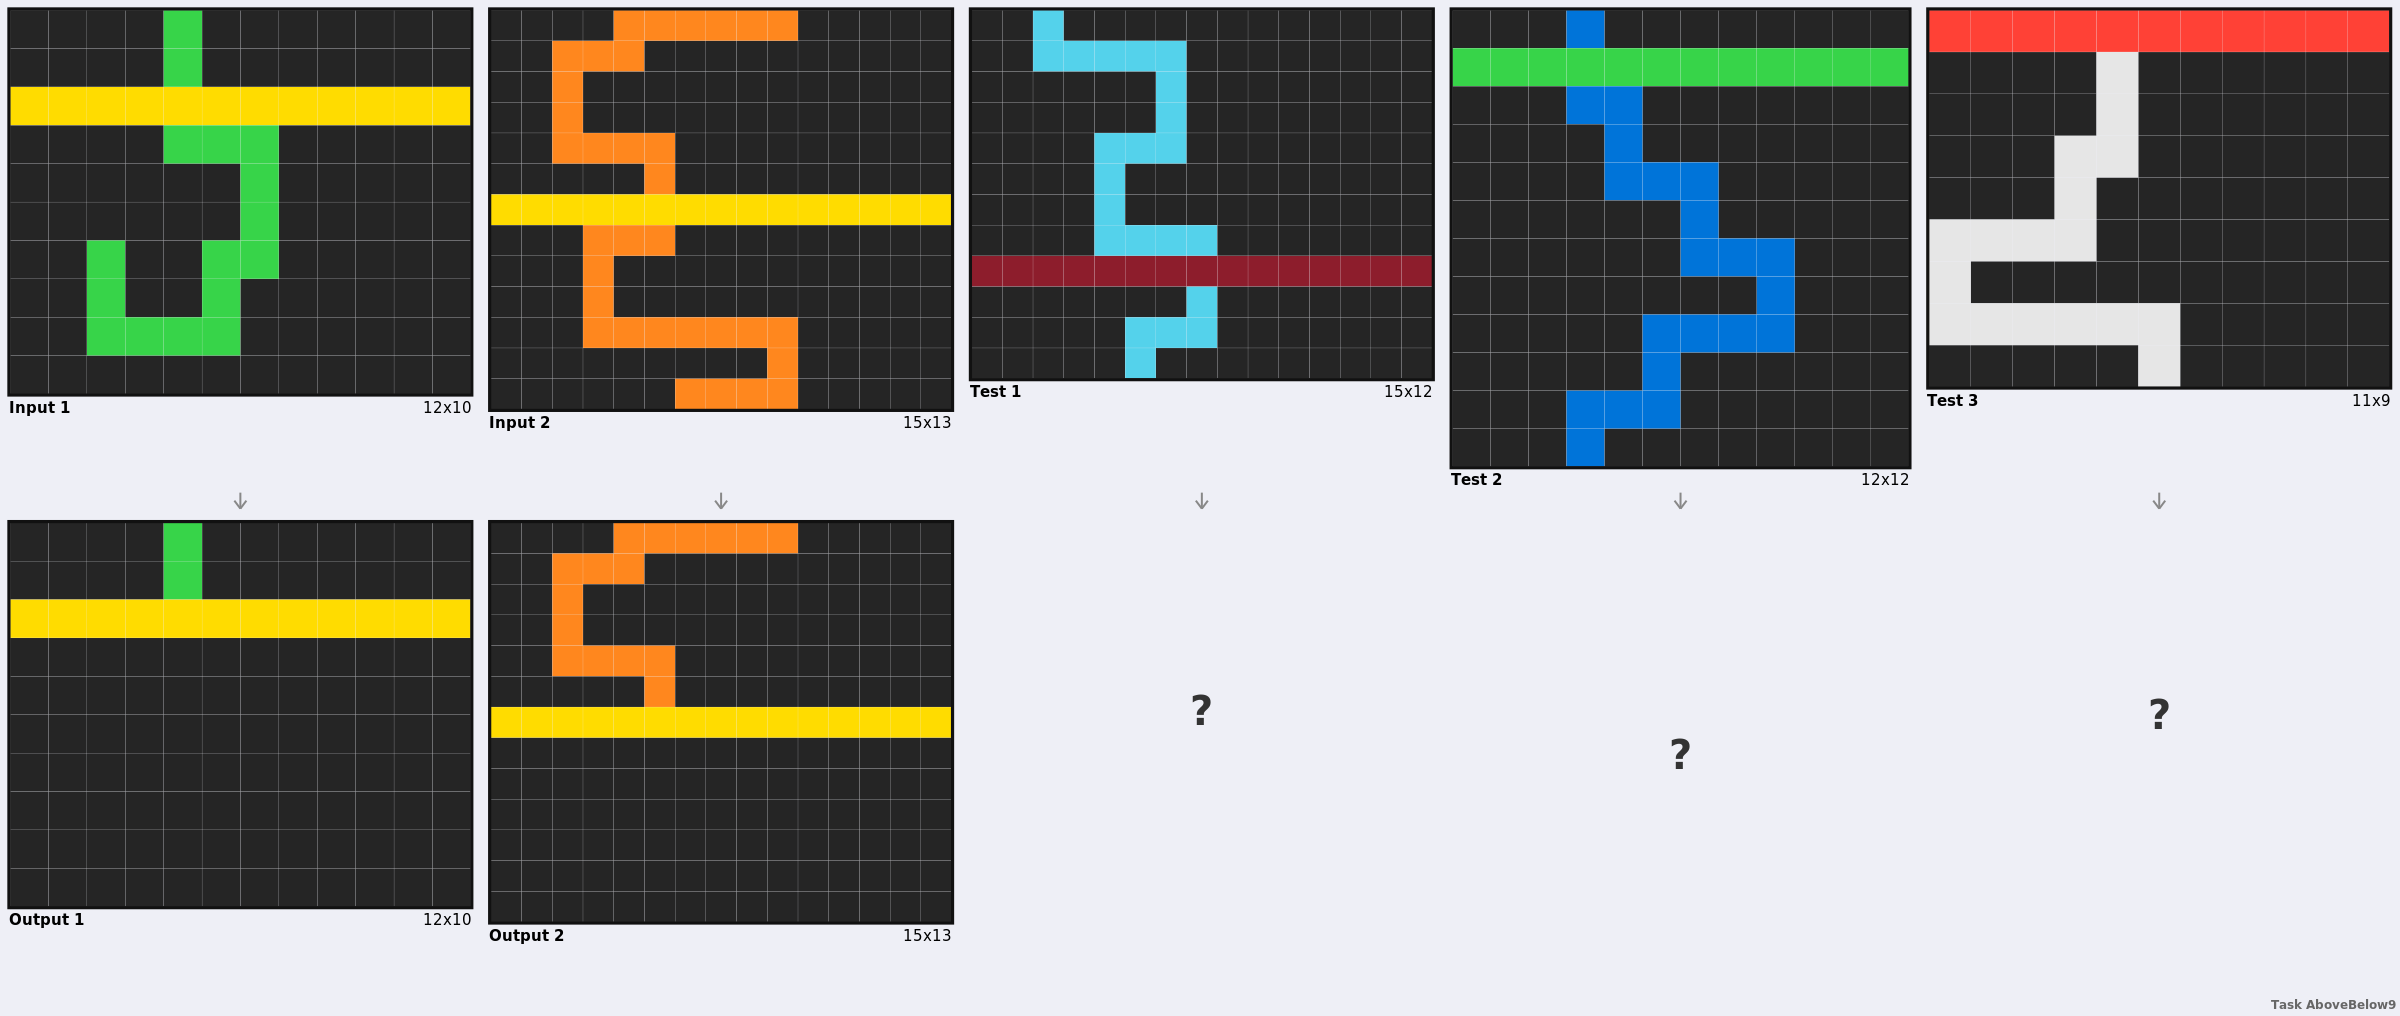 Input 1 12x10
Input 2 15x13
Test 1 15x12
Test 2 12x12
Test 3 11x9
Output 1 12x10
Output 2 15x13
?
?
?
Task AboveBelow9